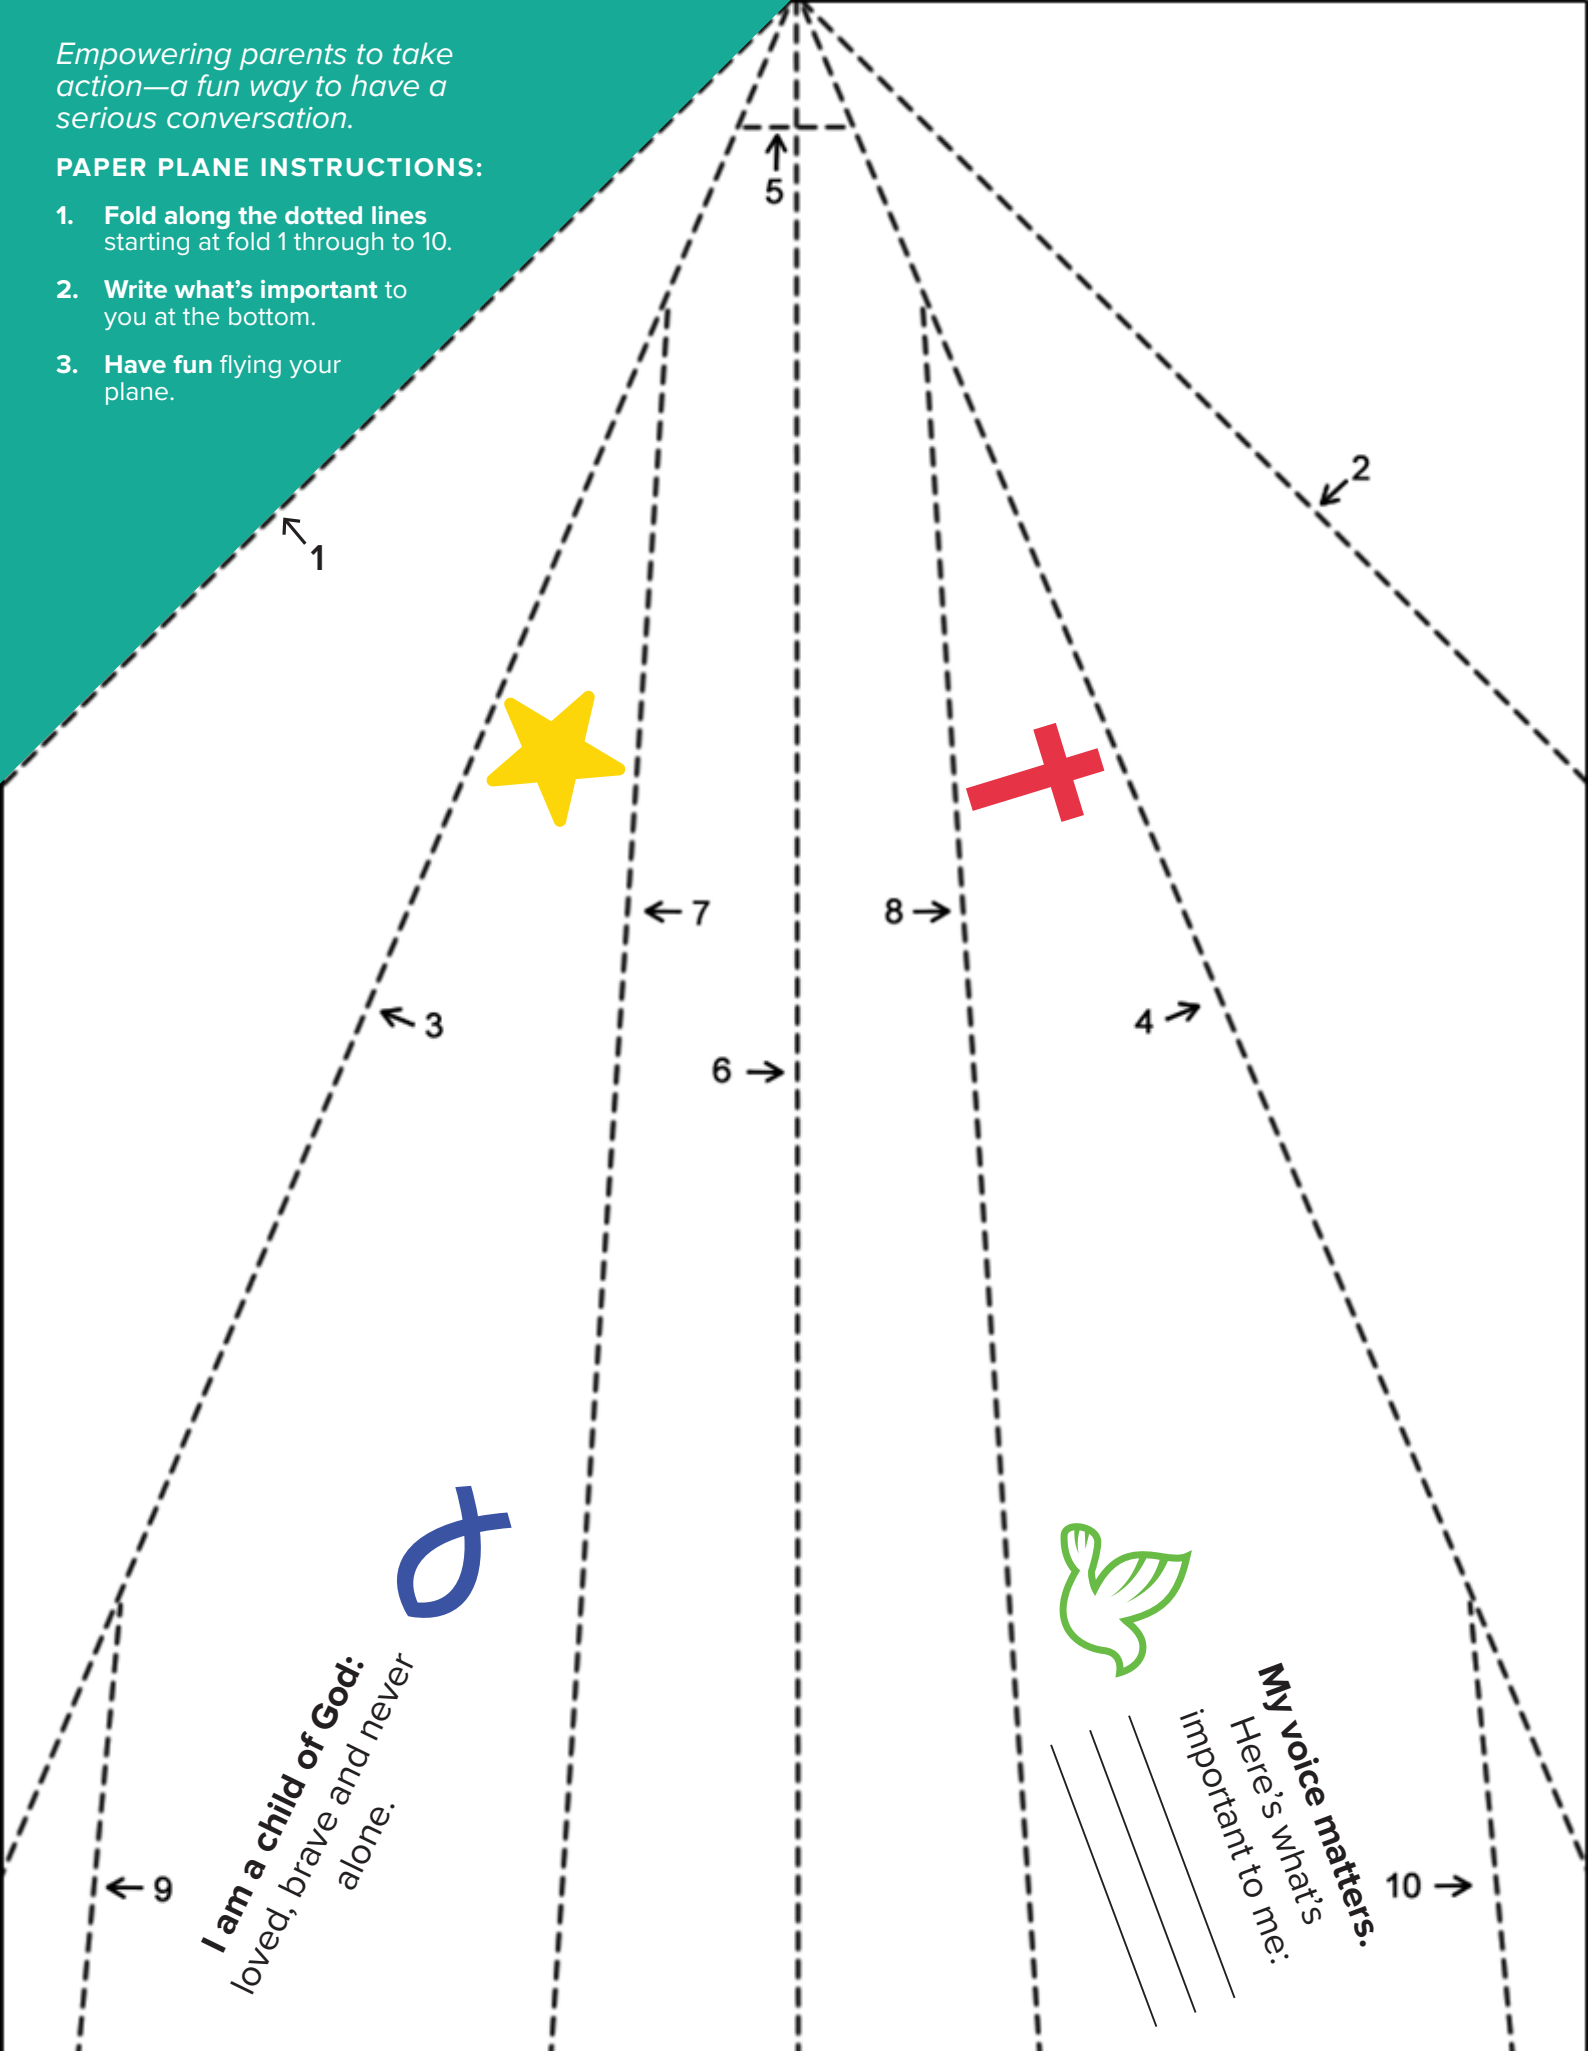 Empowering parents to take
action—a fun way to have a
serious conversation.
PAPER PLANE INSTRUCTIONS:
1. Fold along the dotted lines
starting at fold 1 through to 10.
2. Write what’s important to
you at the bottom.
3. Have fun flying your
plane.
5
2
1
7
8
3
4
6
I am a child of God:
loved, brave and never
alone.
My voice matters.
Here’s what’s
important to me:
9
10